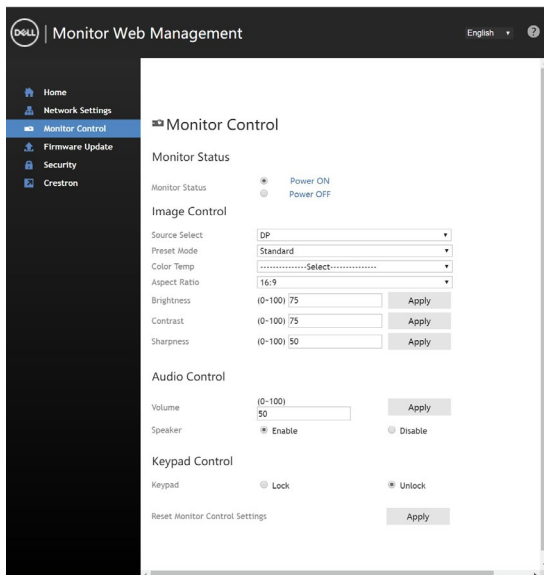 DELL
Monitor Web Management
English
?
Home
Network Settings
Monitor Control
Firmware Update
Security
Crestron
Monitor Control
Monitor Status
Monitor Status
Power ON
Power OFF
Image Control
Source Select DP
Preset Mode Standard
Color Temp ---------------Select---------------
Aspect Ratio 16:9
Brightness (0~100) 75 Apply
Contrast (0~100) 75 Apply
Sharpness (0~100) 50 Apply
Audio Control
Volume (0~100) 50 Apply
Speaker Enable Disable
Keypad Control
Keypad Lock Unlock
Reset Monitor Control Settings Apply